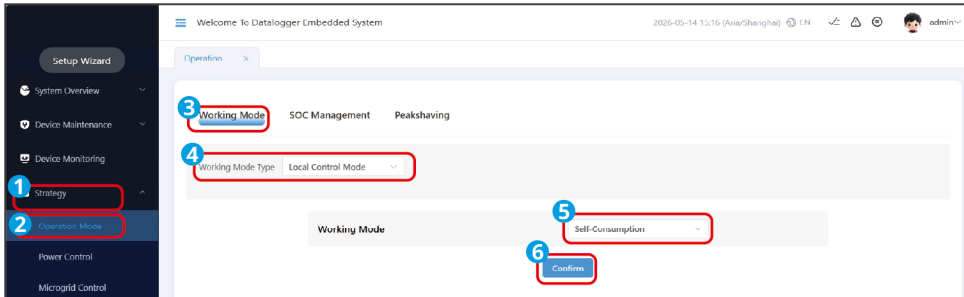 Welcome To Datalogger Embedded System
2026-05-14 15:16 (Asia/Shanghai) EN admin
Setup Wizard
Operation
System Overview
Device Maintenance
Device Monitoring
1 Strategy
2 Operation Mode
Power Control
Microgrid Control
3 Working Mode SOC Management Peakshaving
4 Working Mode Type Local Control Mode
Working Mode 5 Self-Consumption
6 Confirm